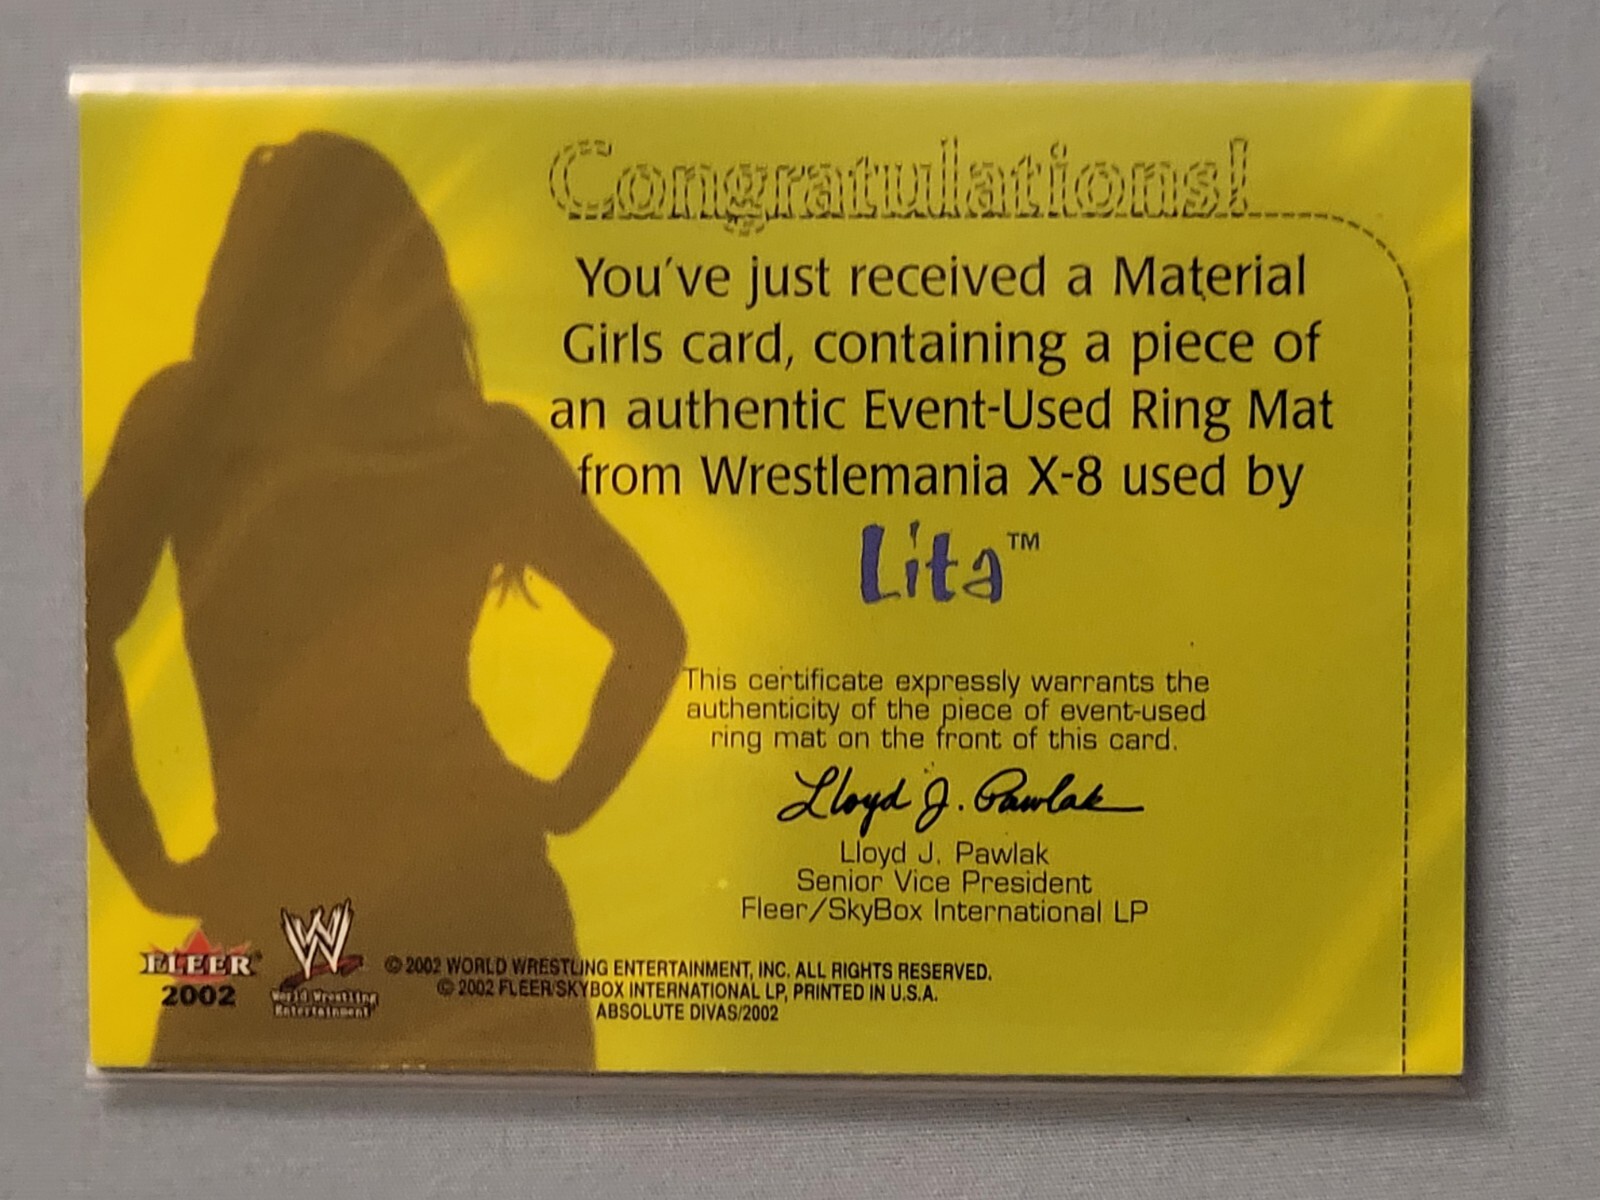 Congratulations!
You've just received a Material
Girls card, containing a piece of
an authentic Event-Used Ring Mat
from Wrestlemania X-8 used by
Lita™
This certificate expressly warrants the
authenticity of the piece of event-used
ring mat on the front of this card.
Lloyd J. Pawlak
Lloyd J. Pawlak
Senior Vice President
Fleer/SkyBox International LP
FLEER
2002
W
World Wrestling
Entertainment
© 2002 WORLD WRESTLING ENTERTAINMENT, INC. ALL RIGHTS RESERVED.
© 2002 FLEER/SKYBOX INTERNATIONAL LP, PRINTED IN U.S.A.
ABSOLUTE DIVAS/2002